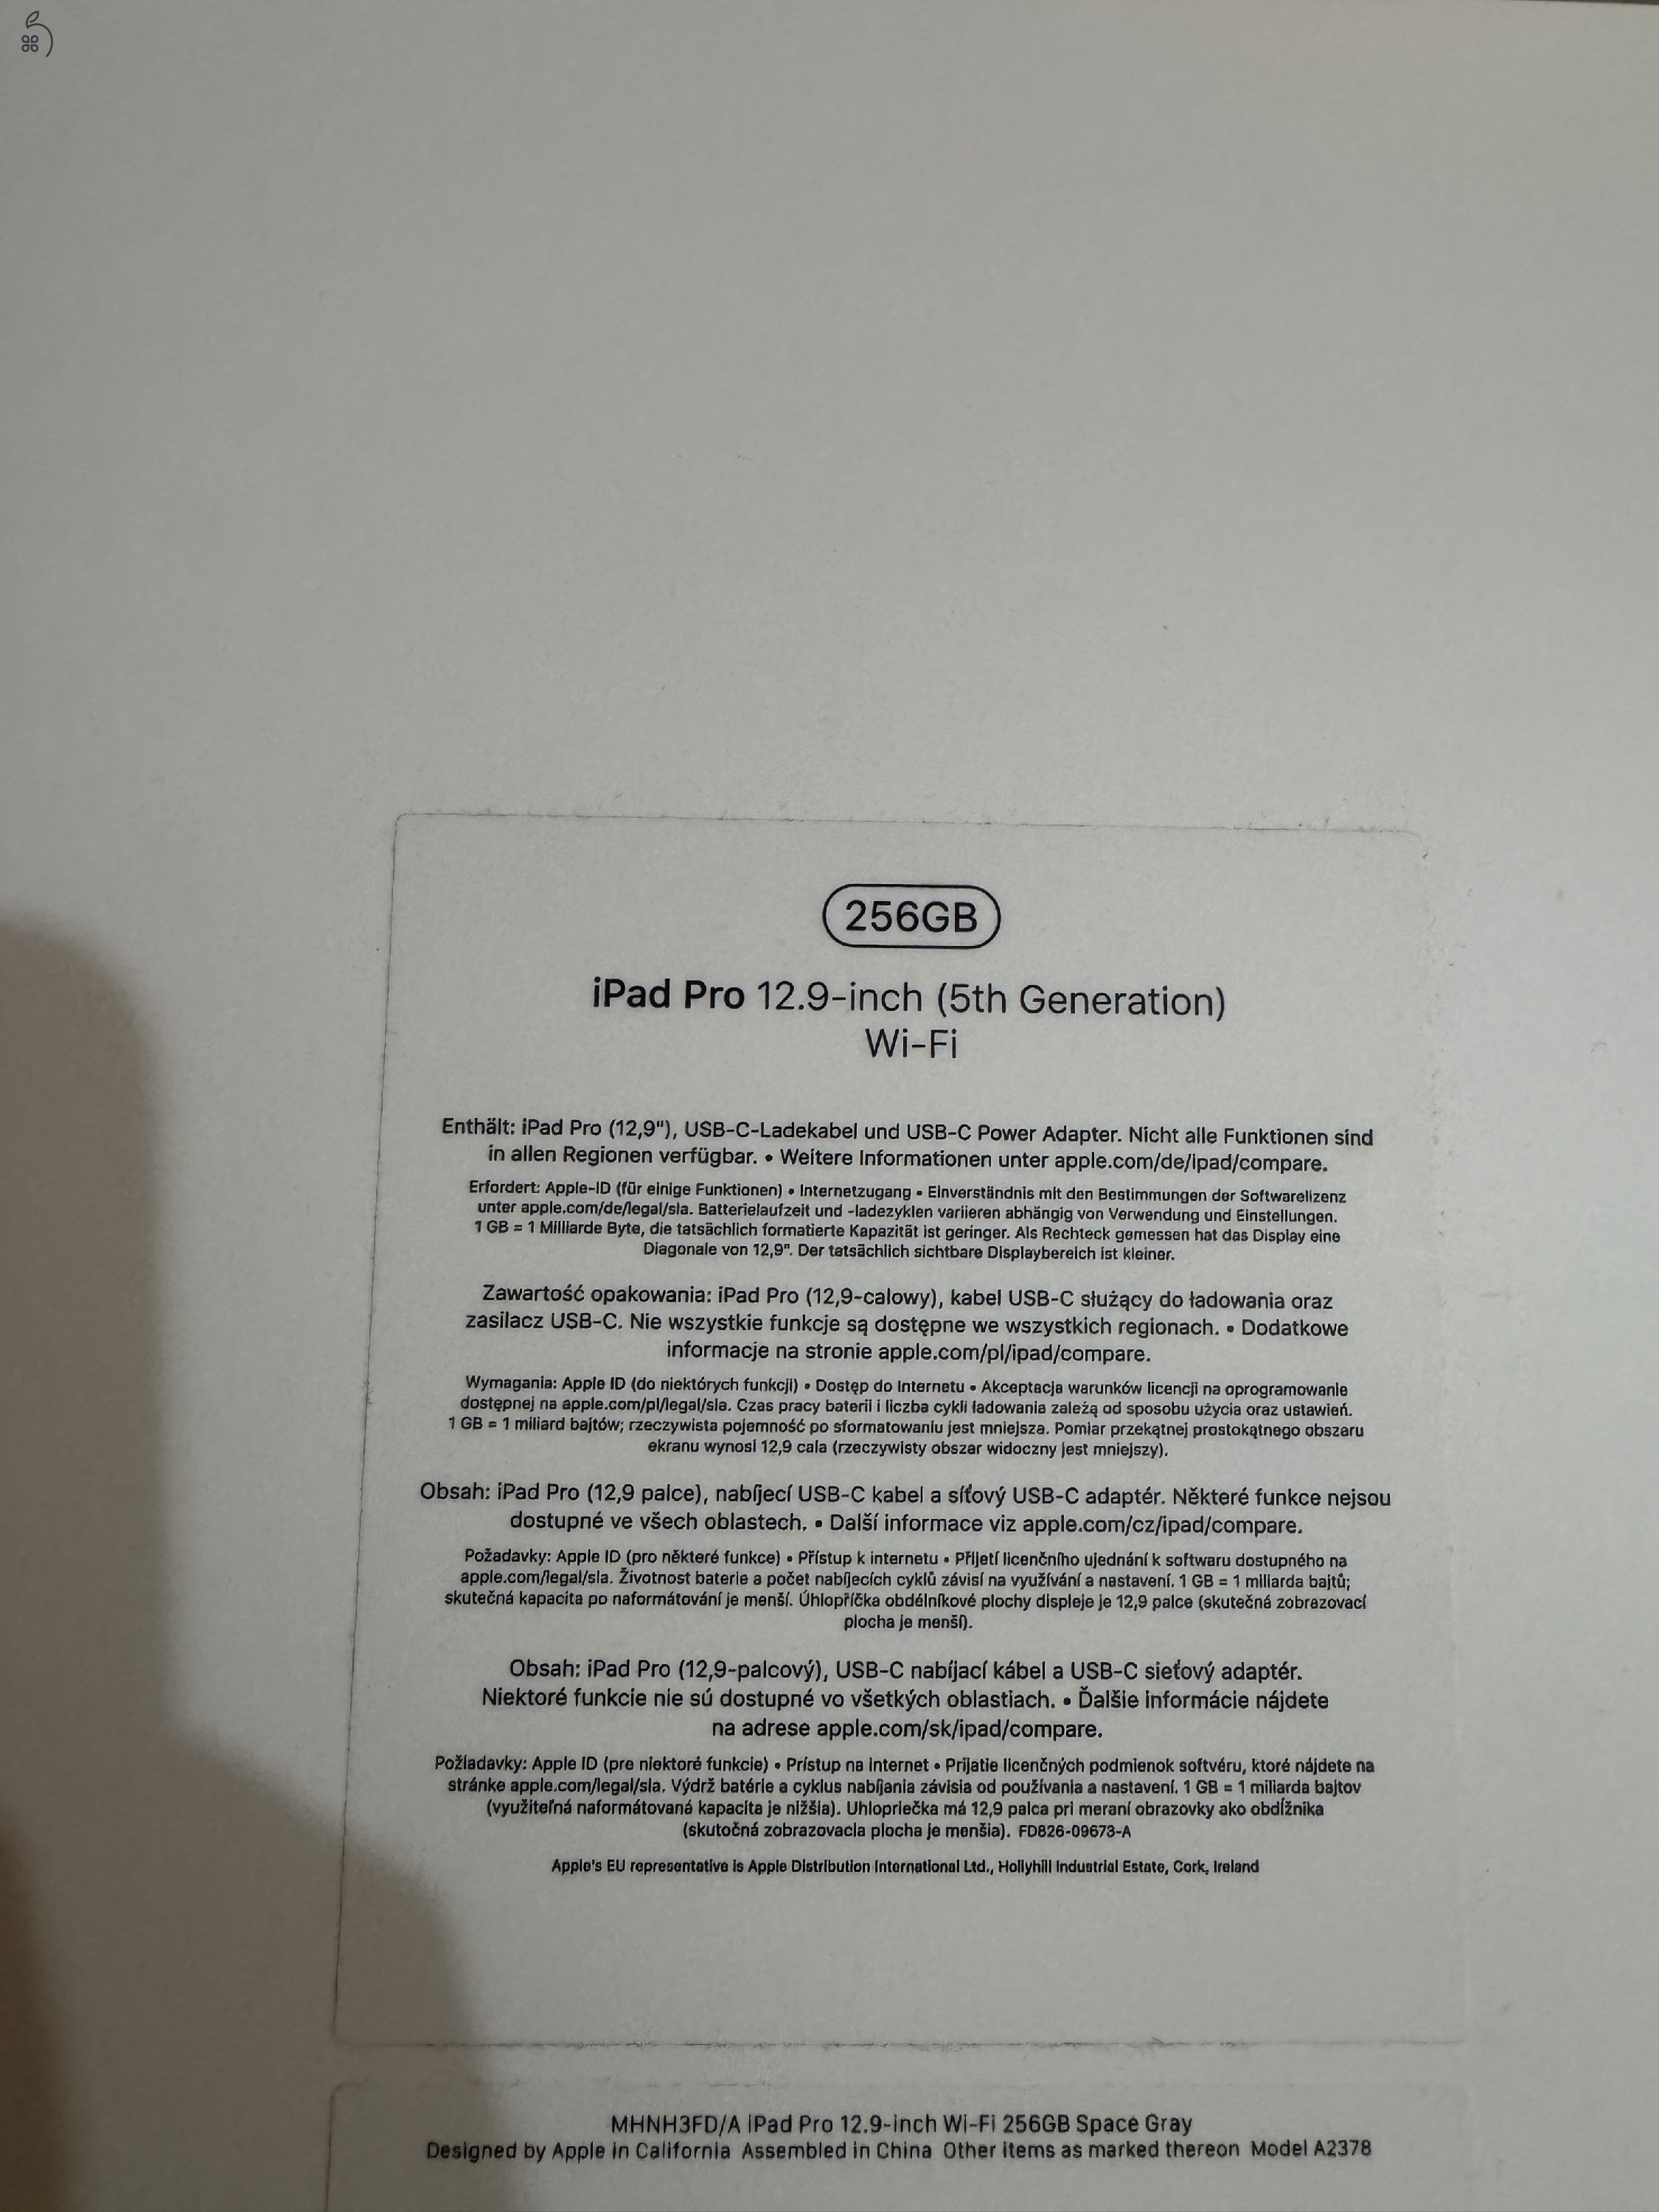 256GB
iPad Pro 12.9-inch (5th Generation)
Wi-Fi
Enthält: iPad Pro (12,9"), USB-C-Ladekabel und USB-C Power Adapter. Nicht alle Funktionen sind
in allen Regionen verfügbar. • Weitere Informationen unter apple.com/de/ipad/compare.
Erfordert: Apple-ID (für einige Funktionen) • Internetzugang • Einverständnis mit den Bestimmungen der Softwarelizenz
unter apple.com/de/legal/sla. Batterielaufzeit und -ladezyklen variieren abhängig von Verwendung und Einstellungen.
1 GB = 1 Milliarde Byte, die tatsächlich formatierte Kapazität ist geringer. Als Rechteck gemessen hat das Display eine
Diagonale von 12,9". Der tatsächlich sichtbare Displaybereich ist kleiner.
Zawartość opakowania: iPad Pro (12,9-calowy), kabel USB-C służący do ładowania oraz
zasilacz USB-C. Nie wszystkie funkcje są dostępne we wszystkich regionach. • Dodatkowe
informacje na stronie apple.com/pl/ipad/compare.
Wymagania: Apple ID (do niektórych funkcji) • Dostęp do Internetu • Akceptacja warunków licencji na oprogramowanie
dostępnej na apple.com/pl/legal/sla. Czas pracy baterii i liczba cykli ładowania zależą od sposobu użycia oraz ustawień.
1 GB = 1 miliard bajtów; rzeczywista pojemność po sformatowaniu jest mniejsza. Pomiar przekątnej prostokątnego obszaru
ekranu wynosi 12,9 cala (rzeczywisty obszar widoczny jest mniejszy).
Obsah: iPad Pro (12,9 palce), nabíjecí USB-C kabel a síťový USB-C adaptér. Některé funkce nejsou
dostupné ve všech oblastech. • Další informace viz apple.com/cz/ipad/compare.
Požadavky: Apple ID (pro některé funkce) • Přístup k internetu • Přijetí licenčního ujednání k softwaru dostupného na
apple.com/legal/sla. Životnost baterie a počet nabíjecích cyklů závisí na využívání a nastavení. 1 GB = 1 miliarda bajtů;
skutečná kapacita po naformátování je menší. Úhlopříčka obdélníkové plochy displeje je 12,9 palce (skutečná zobrazovací
plocha je menší).
Obsah: iPad Pro (12,9-palcový), USB-C nabíjací kábel a USB-C sieťový adaptér.
Niektoré funkcie nie sú dostupné vo všetkých oblastiach. • Ďalšie informácie nájdete
na adrese apple.com/sk/ipad/compare.
Požiadavky: Apple ID (pre niektoré funkcie) • Prístup na internet • Prijatie licenčných podmienok softvéru, ktoré nájdete na
stránke apple.com/legal/sla. Výdrž batérie a cyklus nabíjania závisia od používania a nastavení. 1 GB = 1 miliarda bajtov
(využiteľná naformátovaná kapacita je nižšia). Uhlopriečka má 12,9 palca pri meraní obrazovky ako obdĺžnika
(skutočná zobrazovacia plocha je menšia). FD826-09673-A
Apple's EU representative is Apple Distribution International Ltd., Hollyhill Industrial Estate, Cork, Ireland
MHNH3FD/A iPad Pro 12.9-inch Wi-Fi 256GB Space Gray
Designed by Apple in California Assembled in China Other items as marked thereon Model A2378